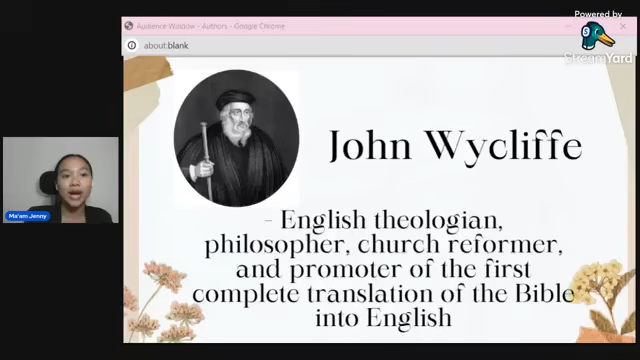 Powered by
StreamYard
Audience Window - Authors - Google Chrome
about:blank
John Wycliffe
- English theologian,
philosopher, church reformer,
and promoter of the first
complete translation of the Bible
into English
Ma'am Jenny